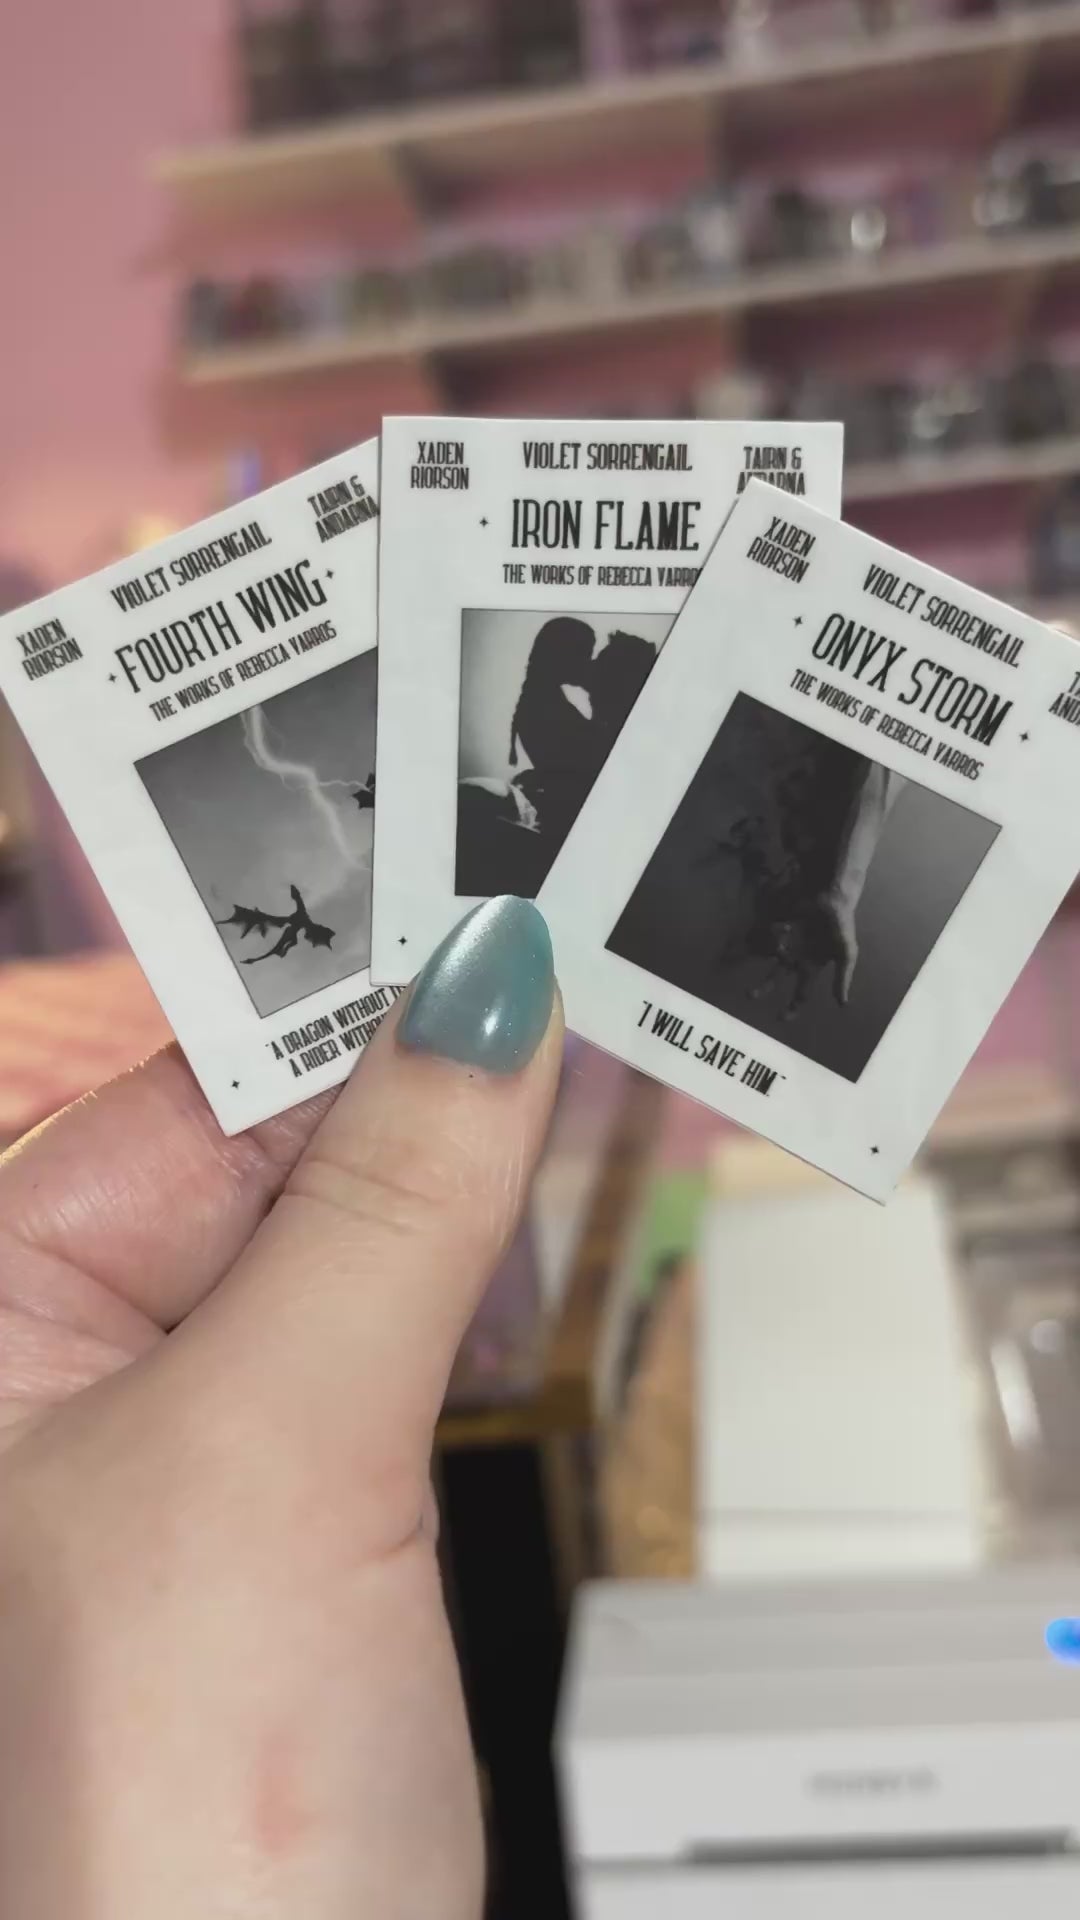 XADEN
RIORSON
VIOLET SORRENGAIL
TAIRN &
ANDARNA
FOURTH WING
THE WORKS OF REBECCA YARROS
"A DRAGON WITHOUT
A RIDER
XADEN
RIORSON
VIOLET SORRENGAIL
TAIRN &
ANDARNA
IRON FLAME
THE WORKS OF REBECCA YARROS
XADEN
RIORSON
VIOLET SORRENGAIL
ONYX STORM
THE WORKS OF REBECCA YARROS
"I WILL SAVE HIM."